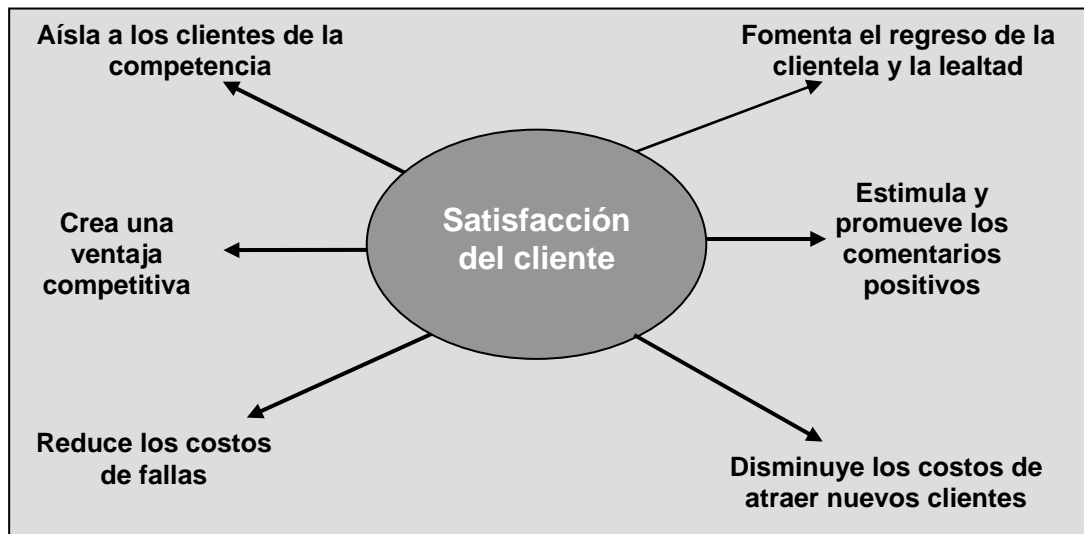 Aísla a los clientes de la
competencia
Fomenta el regreso de la
clientela y la lealtad
Satisfacción
del cliente
Crea una
ventaja
competitiva
Estimula y
promueve los
comentarios
positivos
Reduce los costos
de fallas
Disminuye los costos de
atraer nuevos clientes